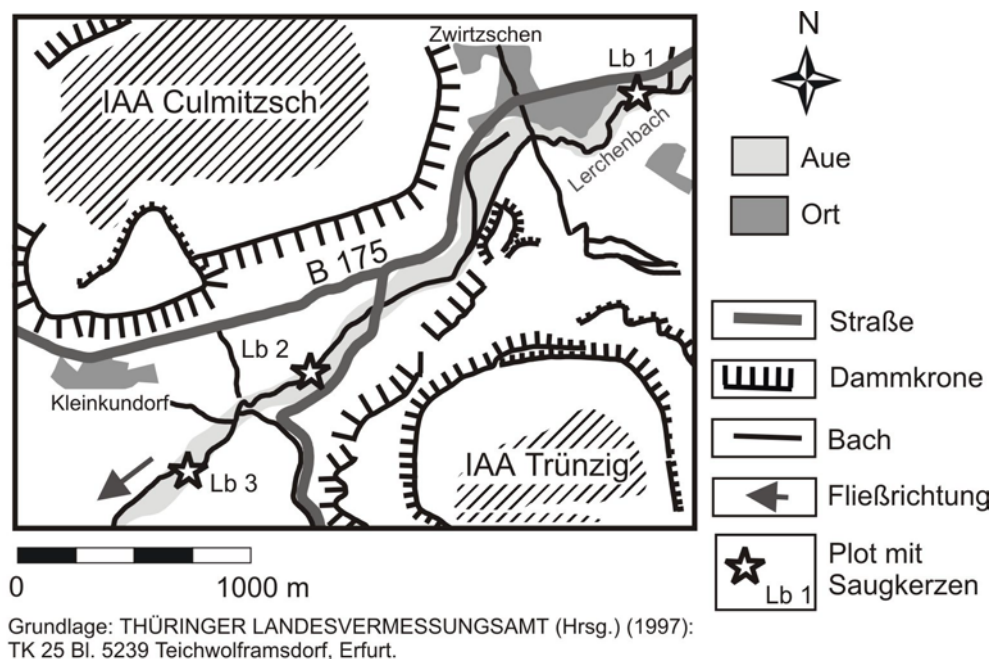 Zwirtzschen
Lb 1
IAA Culmitzsch
Lerchenbach
B 175
Lb 2
Kleinkundorf
IAA Trünzig
Lb 3
N
Aue
Ort
Straße
Dammkrone
Bach
Fließrichtung
Lb 1
Plot mit
Saugkerzen
0 1000 m
Grundlage: THÜRINGER LANDESVERMESSUNGSAMT (Hrsg.) (1997):
TK 25 Bl. 5239 Teichwolframsdorf, Erfurt.